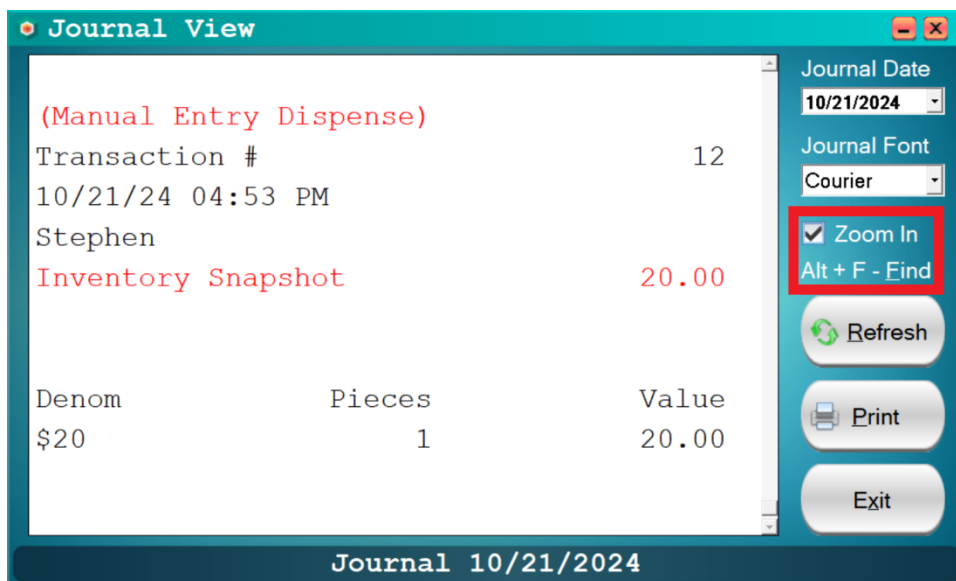 Journal View
(Manual Entry Dispense)
Transaction # 12
10/21/24 04:53 PM
Stephen
Inventory Snapshot 20.00
Denom Pieces Value
$20 1 20.00
Journal Date
10/21/2024
Journal Font
Courier
Zoom In
Alt + F - Find
Refresh
Print
Exit
Journal 10/21/2024